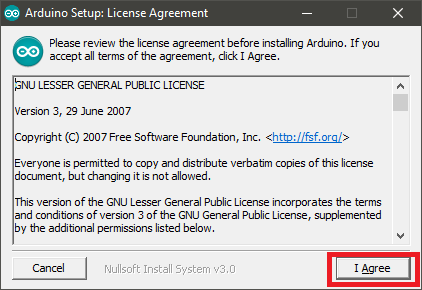 Arduino Setup: License Agreement
Please review the license agreement before installing Arduino. If you
accept all terms of the agreement, click I Agree.
GNU LESSER GENERAL PUBLIC LICENSE
Version 3, 29 June 2007
Copyright (C) 2007 Free Software Foundation, Inc. <http://fsf.org/>
Everyone is permitted to copy and distribute verbatim copies of this license
document, but changing it is not allowed.
This version of the GNU Lesser General Public License incorporates the terms
and conditions of version 3 of the GNU General Public License, supplemented
by the additional permissions listed below.
Cancel
Nullsoft Install System v3.0
I Agree